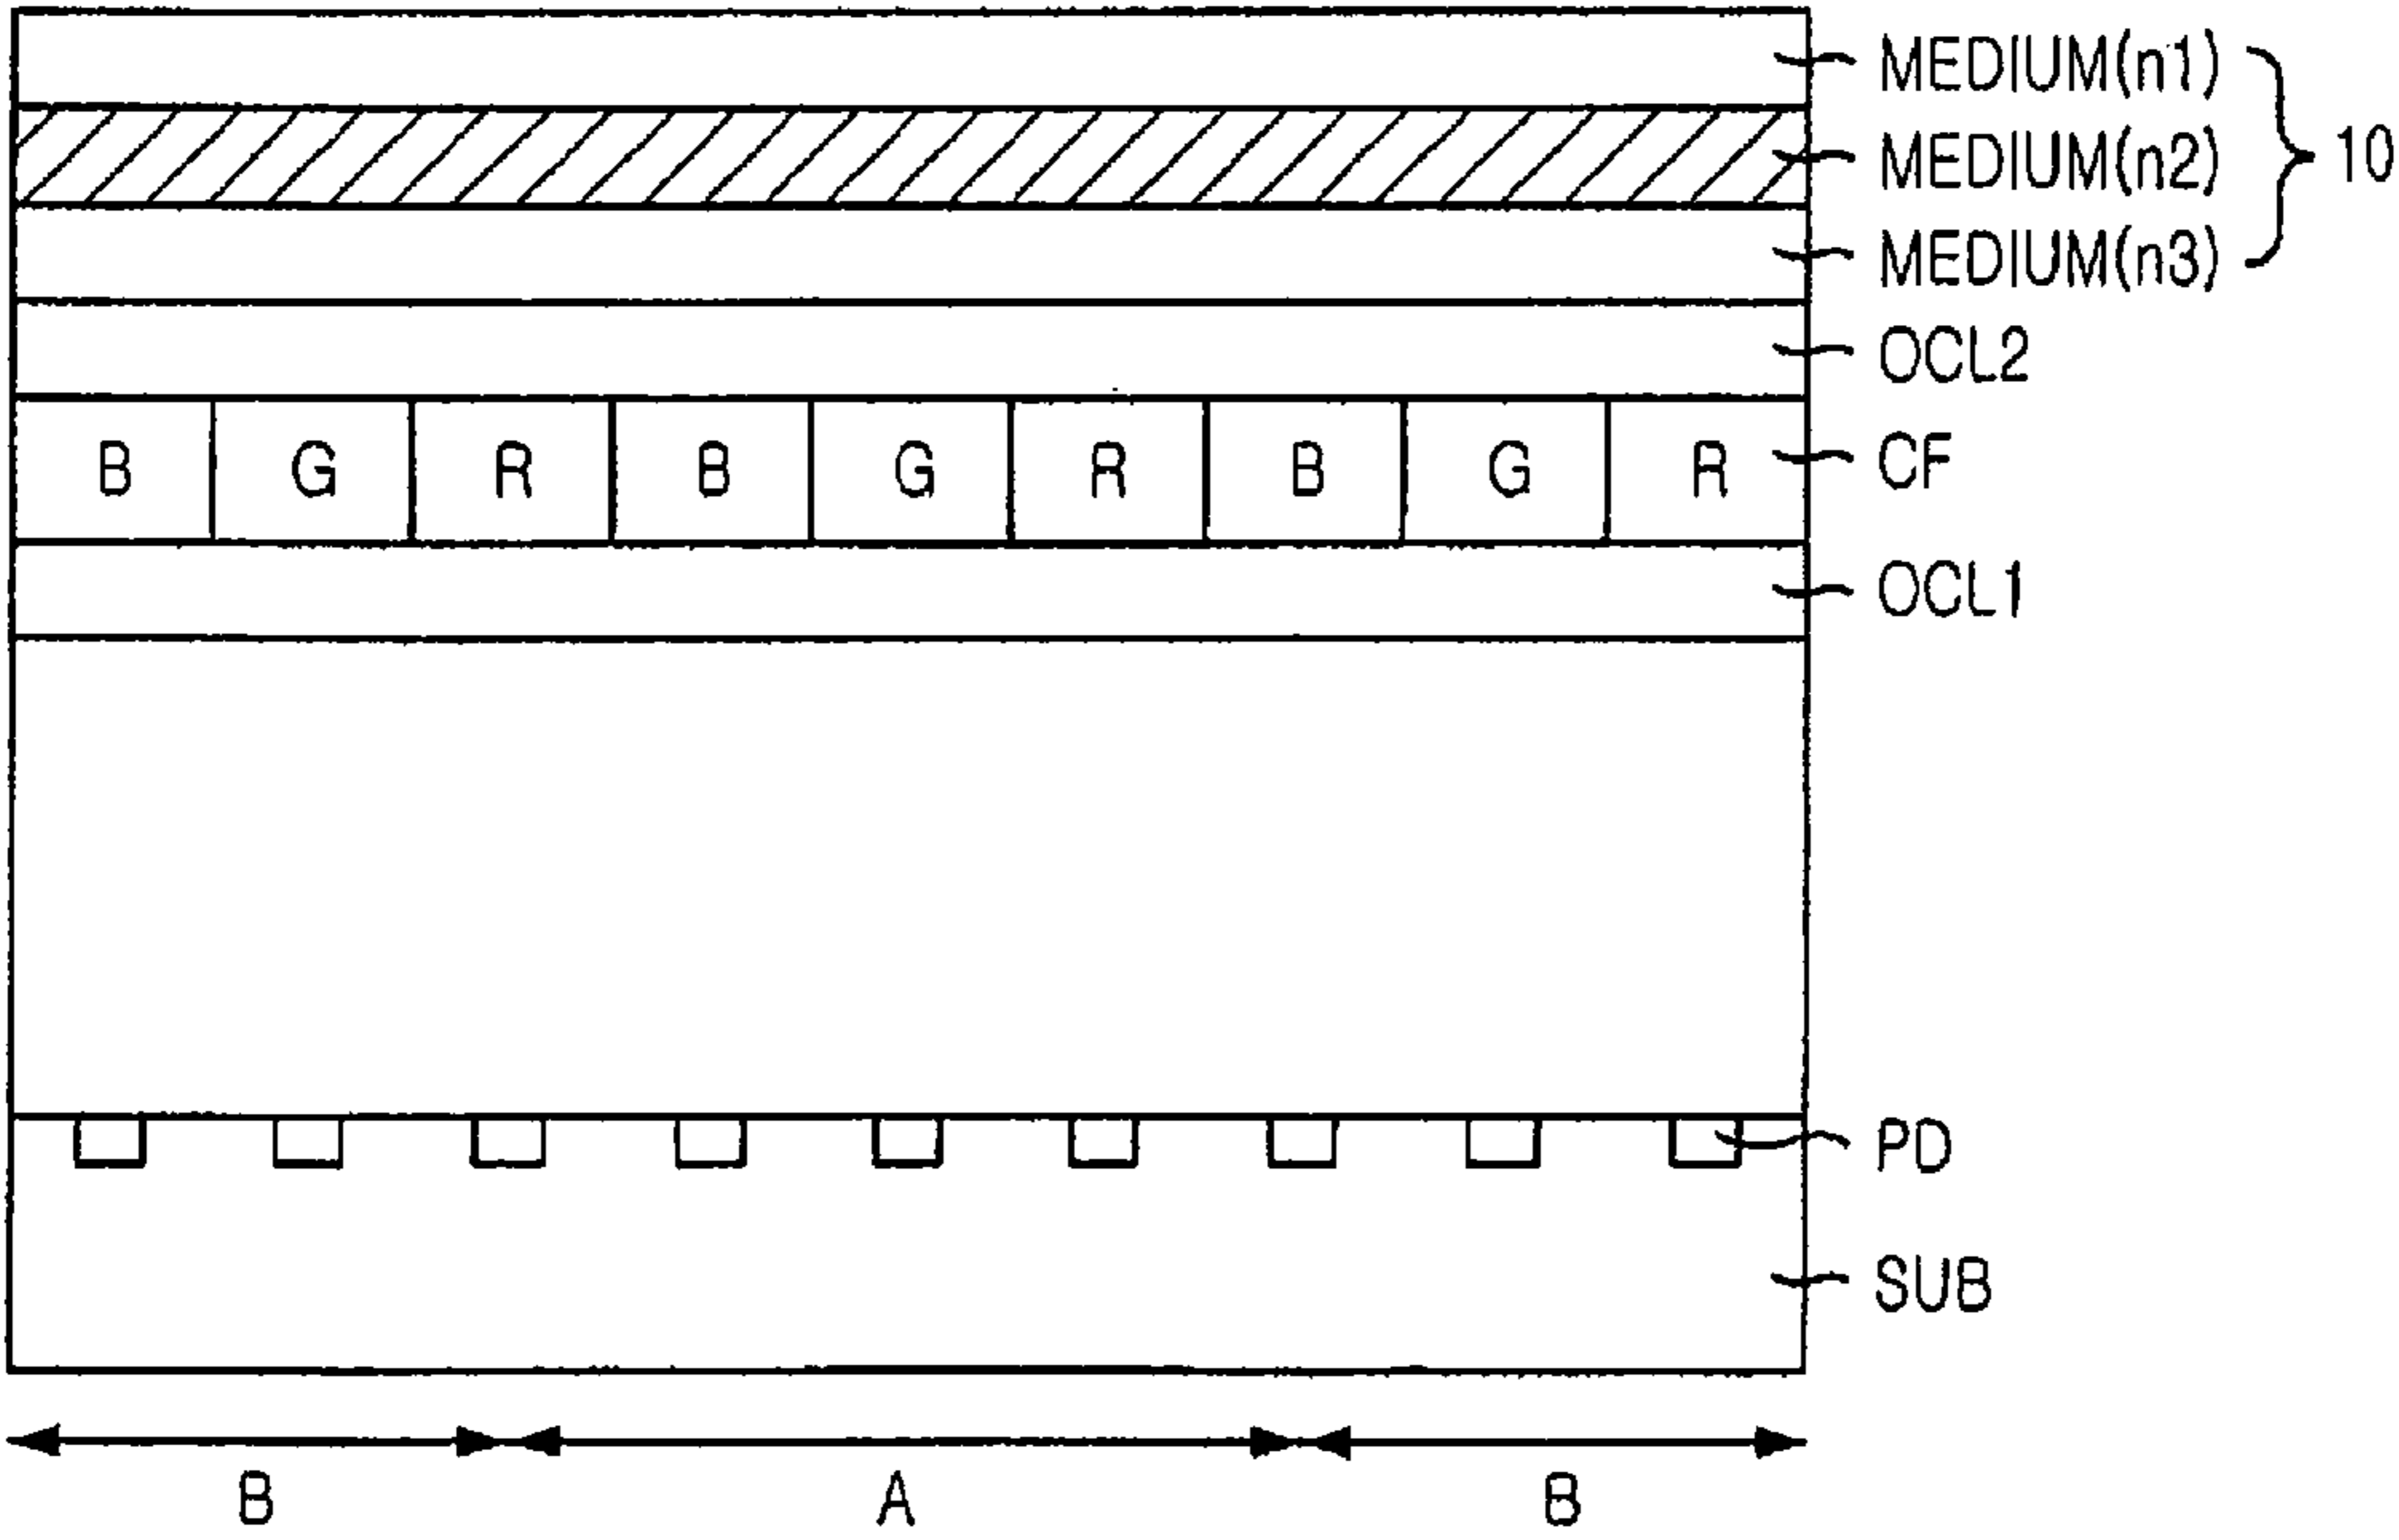 MEDIUM(n1)
MEDIUM(n2) 10
MEDIUM(n3)
OCL2
B G R B G R B G R CF
OCL1
PD
SUB
B A B